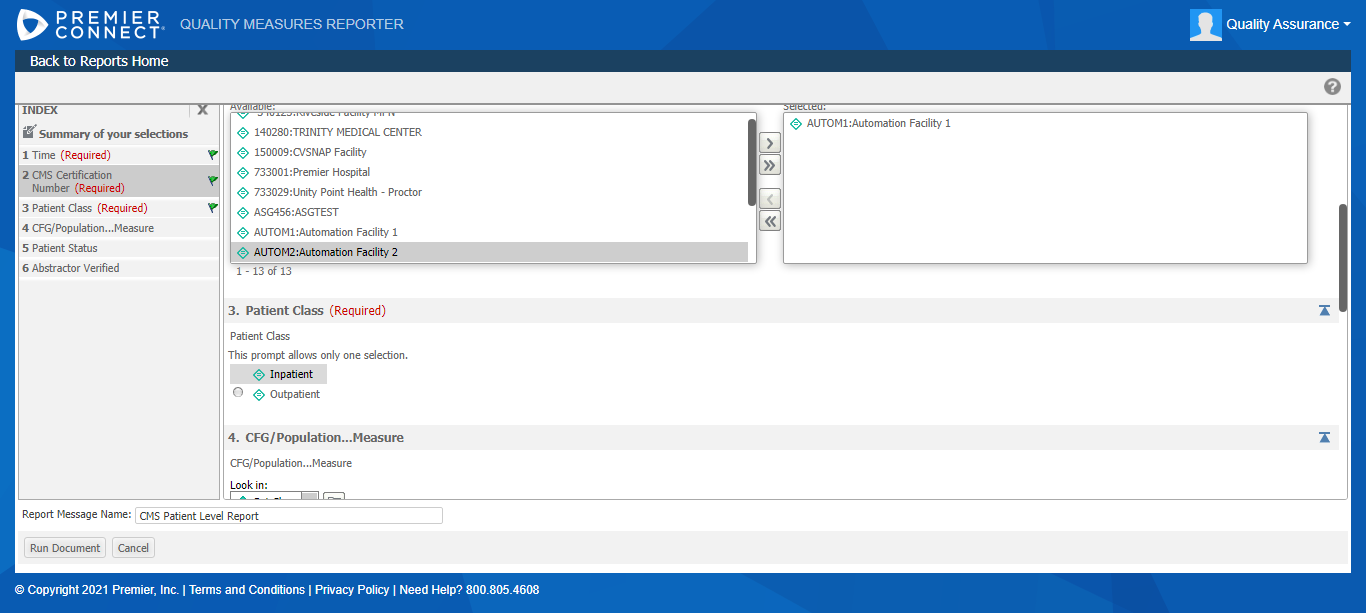 PREMIER
CONNECT
QUALITY MEASURES REPORTER
Quality Assurance
Back to Reports Home
INDEX
X
Summary of your selections
1 Time (Required)
2 CMS Certification
Number (Required)
3 Patient Class (Required)
4 CFG/Population...Measure
5 Patient Status
6 Abstractor Verified
Available:
140280:TRINITY MEDICAL CENTER
150009:CVSNAP Facility
733001:Premier Hospital
733029:Unity Point Health - Proctor
ASG456:ASGTEST
AUTOM1:Automation Facility 1
AUTOM2:Automation Facility 2
1 - 13 of 13
Selected:
AUTOM1:Automation Facility 1
3. Patient Class (Required)
Patient Class
This prompt allows only one selection.
Inpatient
Outpatient
4. CFG/Population...Measure
CFG/Population...Measure
Look in:
Report Message Name: CMS Patient Level Report
Run Document Cancel
© Copyright 2021 Premier, Inc. | Terms and Conditions | Privacy Policy | Need Help? 800.805.4608